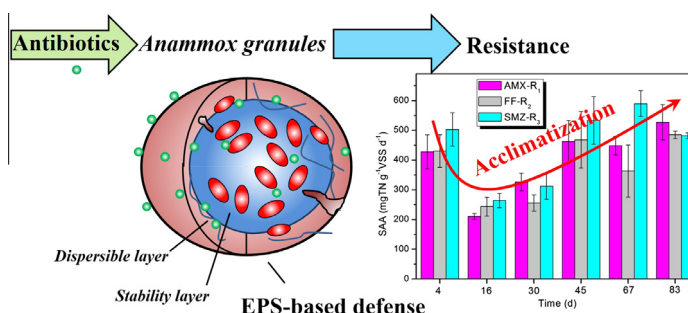 Antibiotics
Anammox granules
Resistance
Dispersible layer
Stability layer
EPS-based defense
AMX-R₁
FF-R₂
SMZ-R₃
Acclimatization
SAA (mgTN g⁻¹VSS d⁻¹)
600
500
400
300
200
100
0
4 16 30 45 67 83
Time (d)